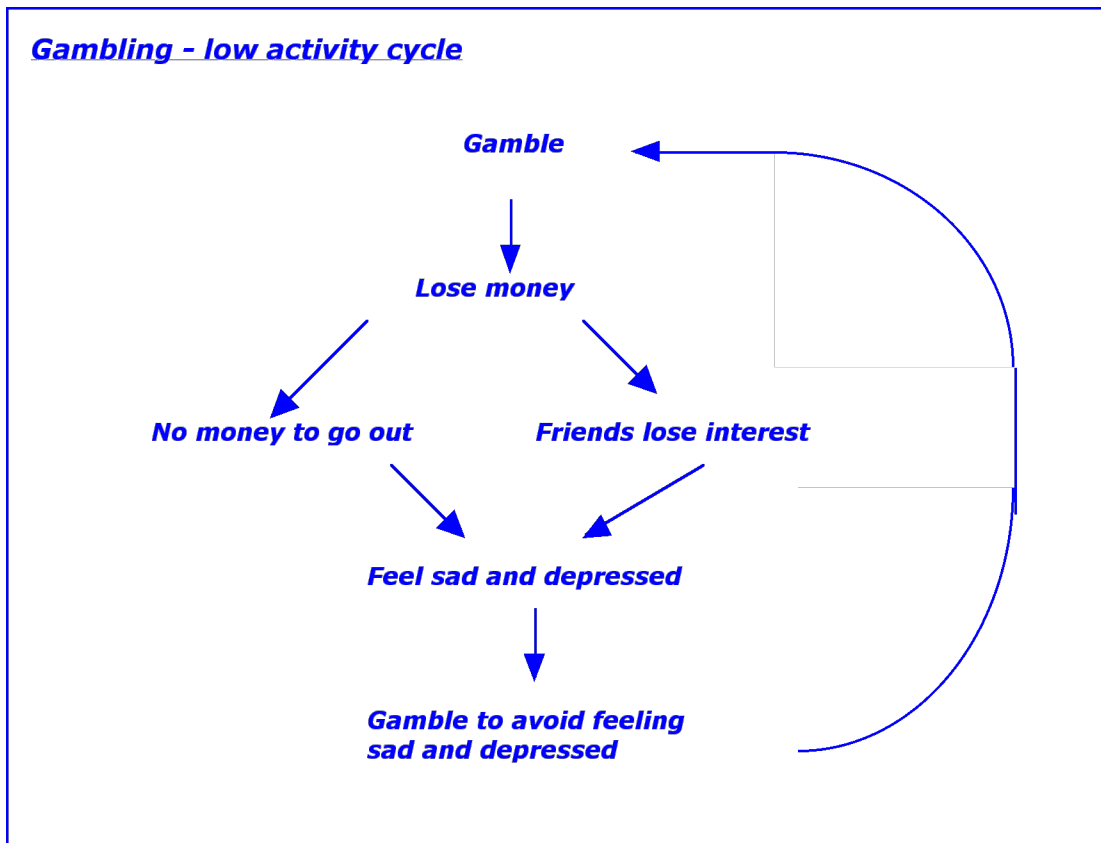 Gambling - low activity cycle
Gamble
Lose money
No money to go out
Friends lose interest
Feel sad and depressed
Gamble to avoid feeling
sad and depressed